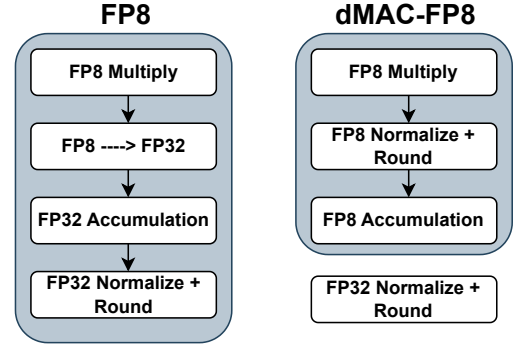 FP8
FP8 Multiply
FP8 ----> FP32
FP32 Accumulation
FP32 Normalize +
Round
dMAC-FP8
FP8 Multiply
FP8 Normalize +
Round
FP8 Accumulation
FP32 Normalize +
Round